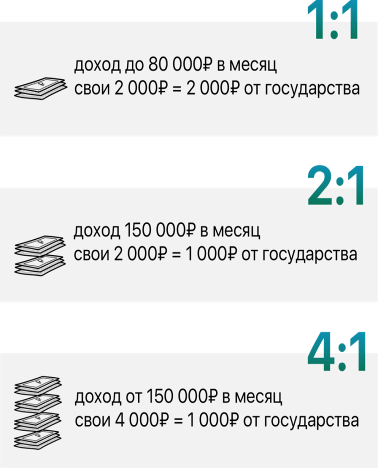 1:1
доход до 80 000₽ в месяц
свои 2 000₽ = 2 000₽ от государства
2:1
доход 150 000₽ в месяц
свои 2 000₽ = 1 000₽ от государства
4:1
доход от 150 000₽ в месяц
свои 4 000₽ = 1 000₽ от государства